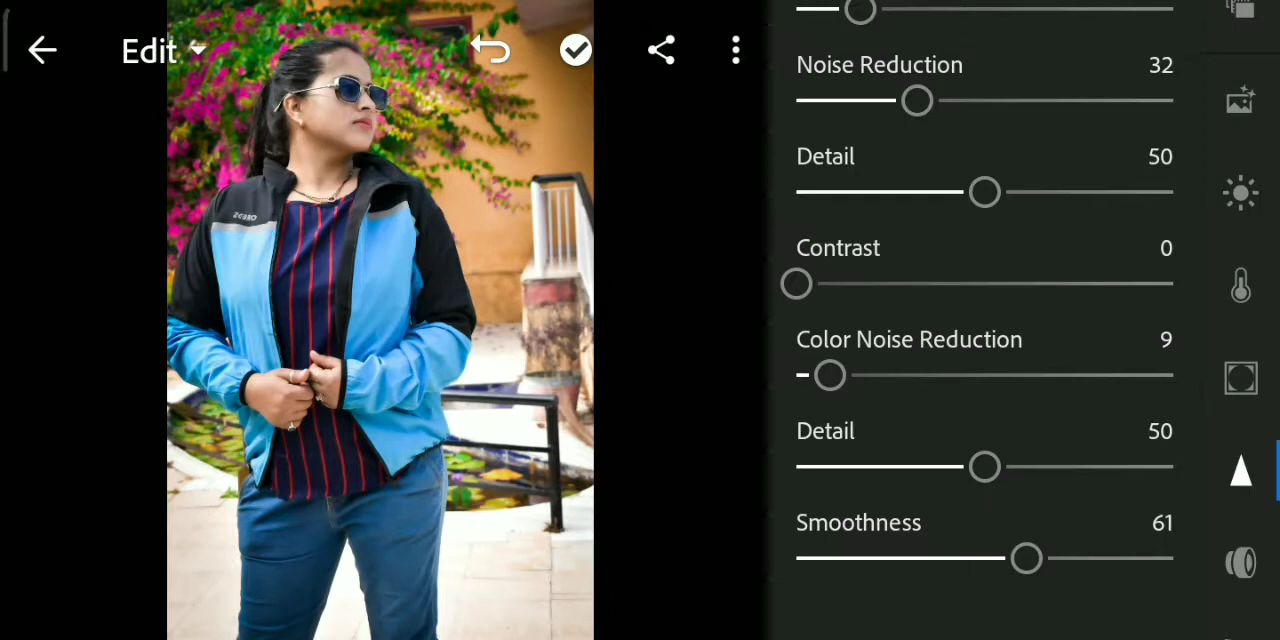 Edit
Noise Reduction 32
Detail 50
Contrast 0
Color Noise Reduction 9
Detail 50
Smoothness 61